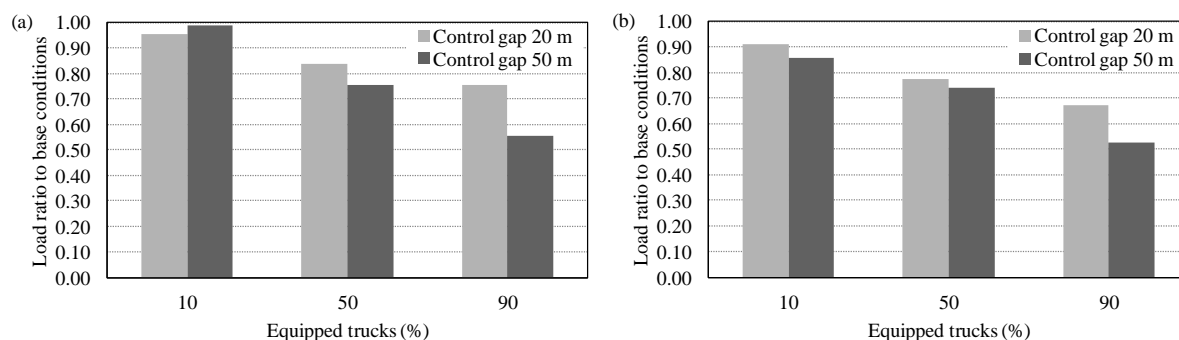 (a)
Load ratio to base conditions
1.00
0.90
0.80
0.70
0.60
0.50
0.40
0.30
0.20
0.10
0.00
Control gap 20 m
Control gap 50 m
10 50 90
Equipped trucks (%)
(b)
Load ratio to base conditions
1.00
0.90
0.80
0.70
0.60
0.50
0.40
0.30
0.20
0.10
0.00
Control gap 20 m
Control gap 50 m
10 50 90
Equipped trucks (%)